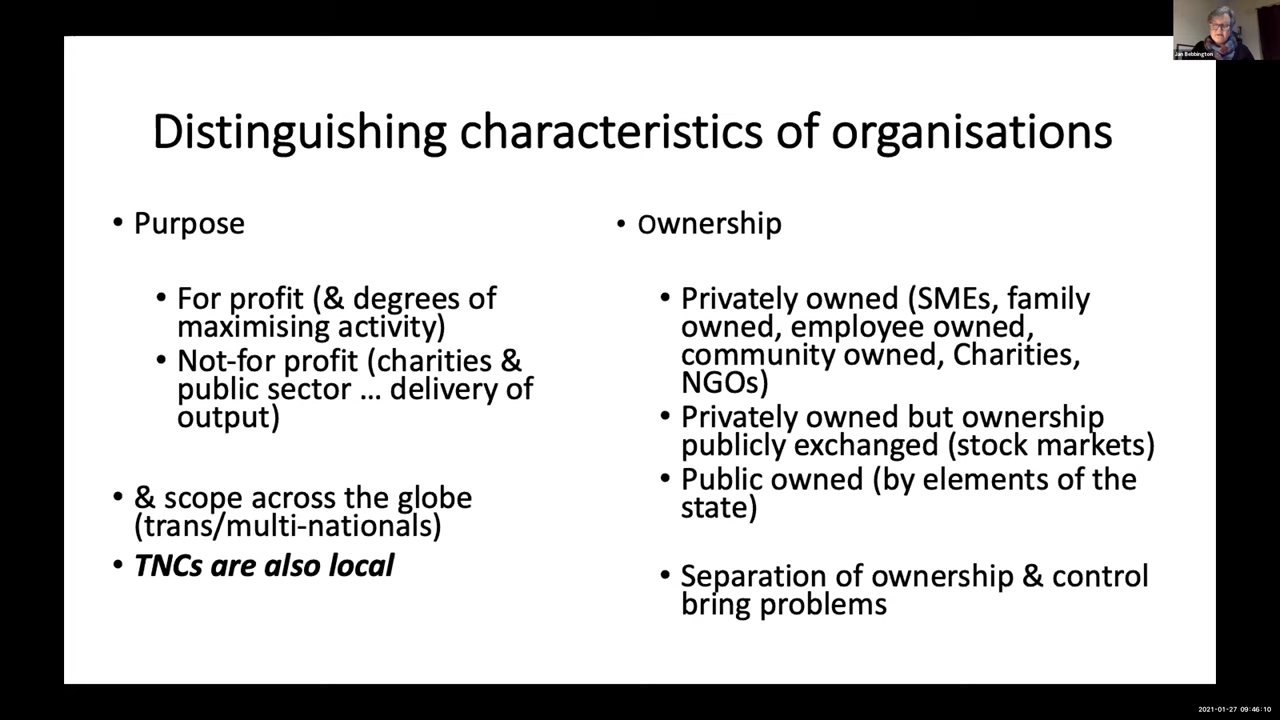 Jan Bebbington
Distinguishing characteristics of organisations
• Purpose
• For profit (& degrees of
maximising activity)
• Not-for profit (charities &
public sector ... delivery of
output)
• & scope across the globe
(trans/multi-nationals)
• TNCs are also local
• Ownership
• Privately owned (SMEs, family
owned, employee owned,
community owned, Charities,
NGOs)
• Privately owned but ownership
publicly exchanged (stock markets)
• Public owned (by elements of the
state)
• Separation of ownership & control
bring problems
2021-01-27 09:46:10